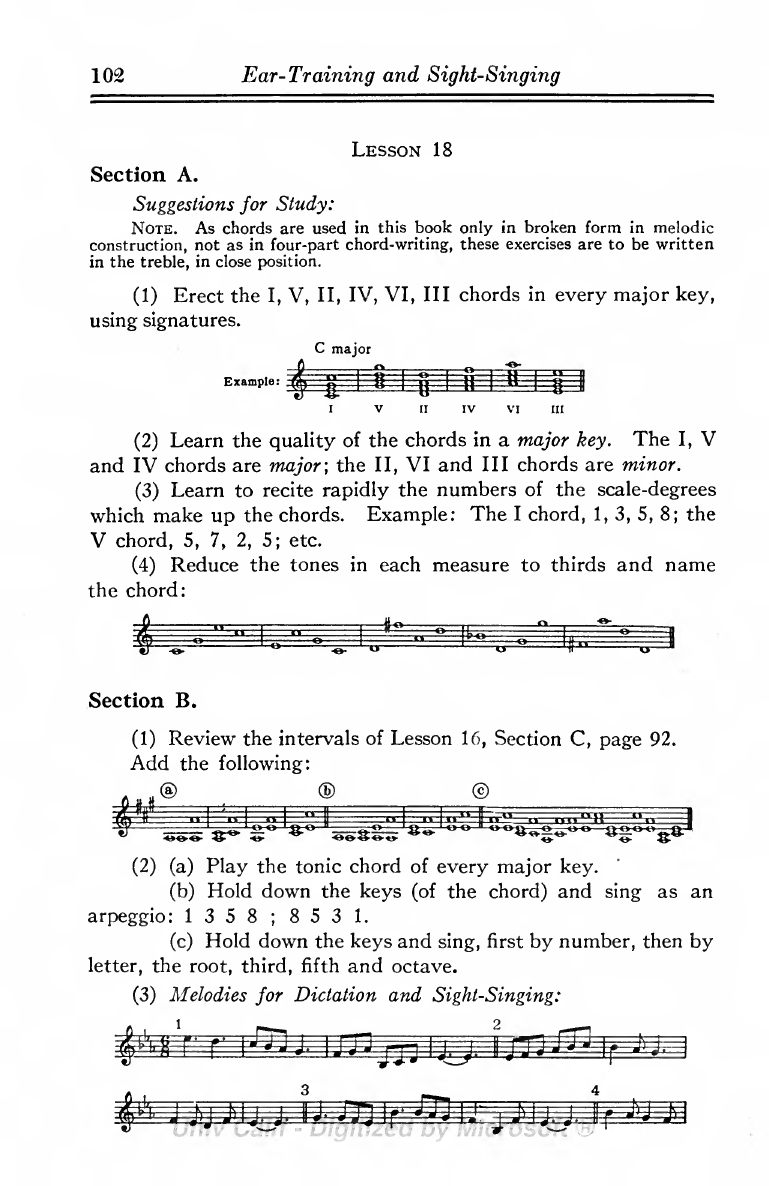 102 Ear-Training and Sight-Singing
LESSON 18
Section A.
Suggestions for Study:
NOTE. As chords are used in this book only in broken form in melodic
construction, not as in four-part chord-writing, these exercises are to be written
in the treble, in close position.
(1) Erect the I, V, II, IV, VI, III chords in every major key,
using signatures.
C major
Example:
I V II IV VI III
(2) Learn the quality of the chords in a major key. The I, V
and IV chords are major; the II, VI and III chords are minor.
(3) Learn to recite rapidly the numbers of the scale-degrees
which make up the chords. Example: The I chord, 1, 3, 5, 8; the
V chord, 5, 7, 2, 5; etc.
(4) Reduce the tones in each measure to thirds and name
the chord:
Section B.
(1) Review the intervals of Lesson 16, Section C, page 92.
Add the following:
ⓐ ⓑ ⓒ
(2) (a) Play the tonic chord of every major key.
(b) Hold down the keys (of the chord) and sing as an
arpeggio: 1 3 5 8 ; 8 5 3 1.
(c) Hold down the keys and sing, first by number, then by
letter, the root, third, fifth and octave.
(3) Melodies for Dictation and Sight-Singing:
1 2
6
8
3 4
Univ Calif - Digitized by Microsoft ®